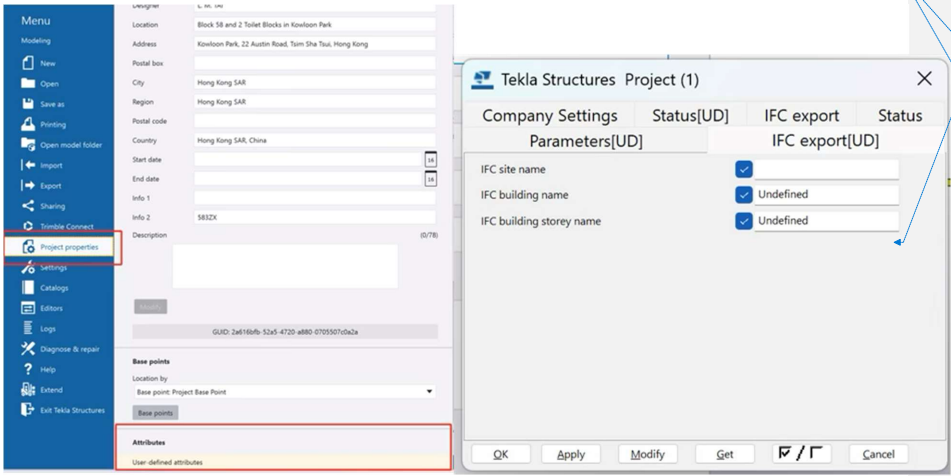 Menu
Modeling
New
Open
Save as
Printing
Open model folder
Import
Export
Sharing
Trimble Connect
Project properties
Settings
Catalogs
Editors
Logs
Diagnose & repair
Help
Extend
Exit Tekla Structures
Designer
Location Block 58 and 2 Toilet Blocks in Kowloon Park
Address Kowloon Park, 22 Austin Road, Tsim Sha Tsui, Hong Kong
Postal box
City Hong Kong SAR
Region Hong Kong SAR
Postal code
Country Hong Kong SAR, China
Start date 16
End date 16
Info 1
Info 2 583ZX
Description (0/78)
Modify
GUID: 2a616bfb-52a5-4720-a880-0705507c0a2a
Base points
Location by
Base point: Project Base Point
Base points
Attributes
User-defined attributes
Tekla Structures Project (1)
Company Settings Status[UD] IFC export Status
Parameters[UD] IFC export[UD]
IFC site name
IFC building name Undefined
IFC building storey name Undefined
OK Apply Modify Get Cancel